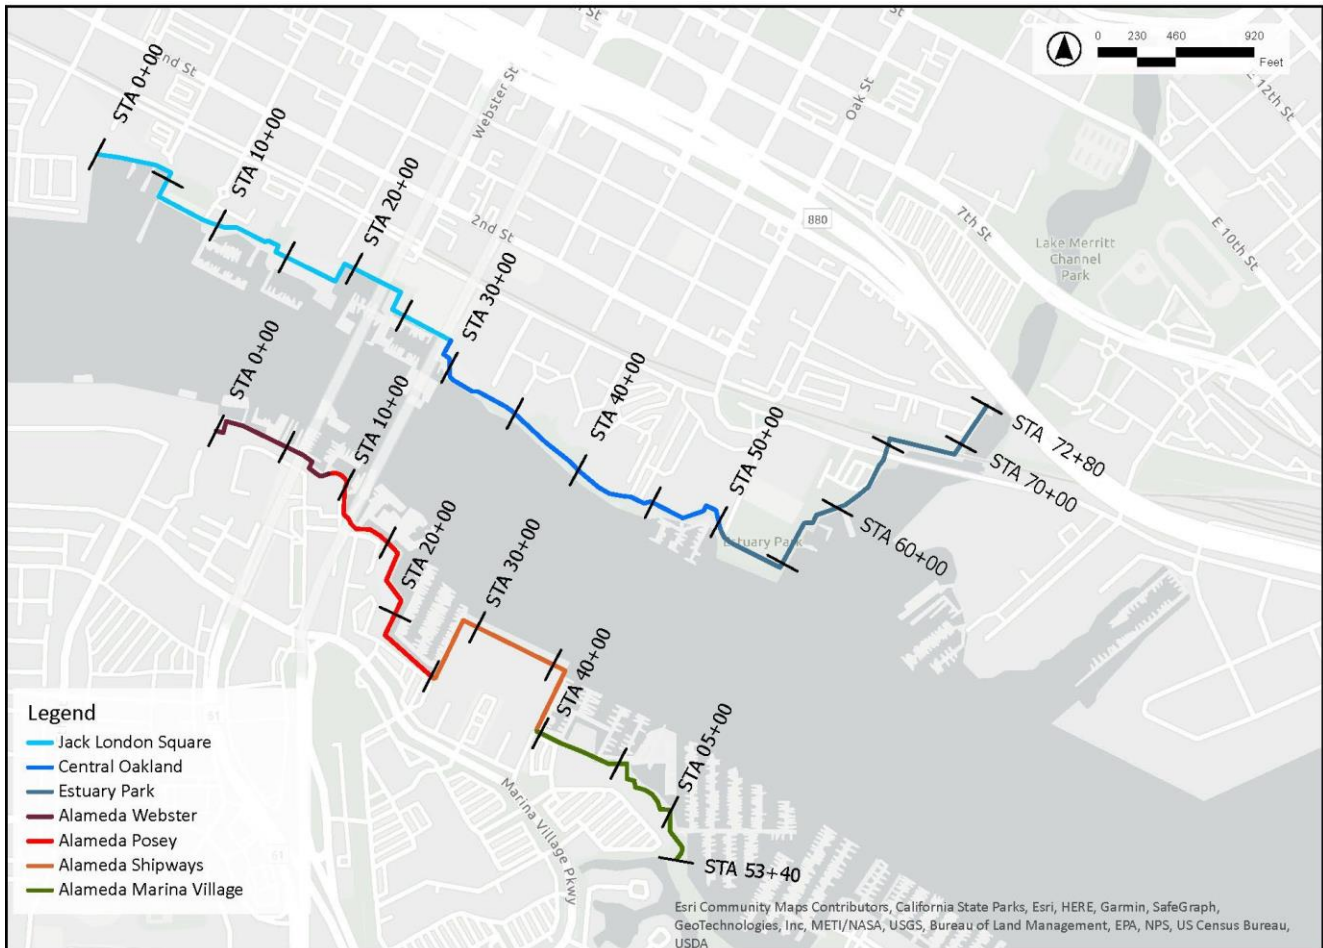 2nd St
St
St
0 230 460 920
Feet
E 12th St
Webster St
Oak St
STA 0+00
STA 10+00
STA 20+00
2nd St
880
7th St
E 10th St
Lake Merritt
Channel
Park
STA 30+00
STA 0+00
STA 10+00
STA 40+00
STA 50+00
STA 72+80
STA 70+00
STA 60+00
Estuary Park
STA 20+00
STA 30+00
STA 40+00
STA 05+00
STA 53+40
Marina Village Pkwy
61
61
Legend
Jack London Square
Central Oakland
Estuary Park
Alameda Webster
Alameda Posey
Alameda Shipways
Alameda Marina Village
Esri Community Maps Contributors, California State Parks, Esri, HERE, Garmin, SafeGraph,
GeoTechnologies, Inc, METI/NASA, USGS, Bureau of Land Management, EPA, NPS, US Census Bureau,
USDA